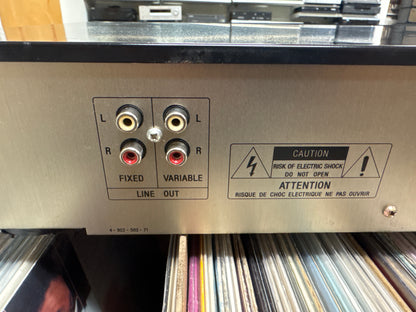 L L
R R
FIXED VARIABLE
LINE OUT
CAUTION
RISK OF ELECTRIC SHOCK
DO NOT OPEN
ATTENTION
RISQUE DE CHOC ELECTRIQUE NE PAS OUVRIR